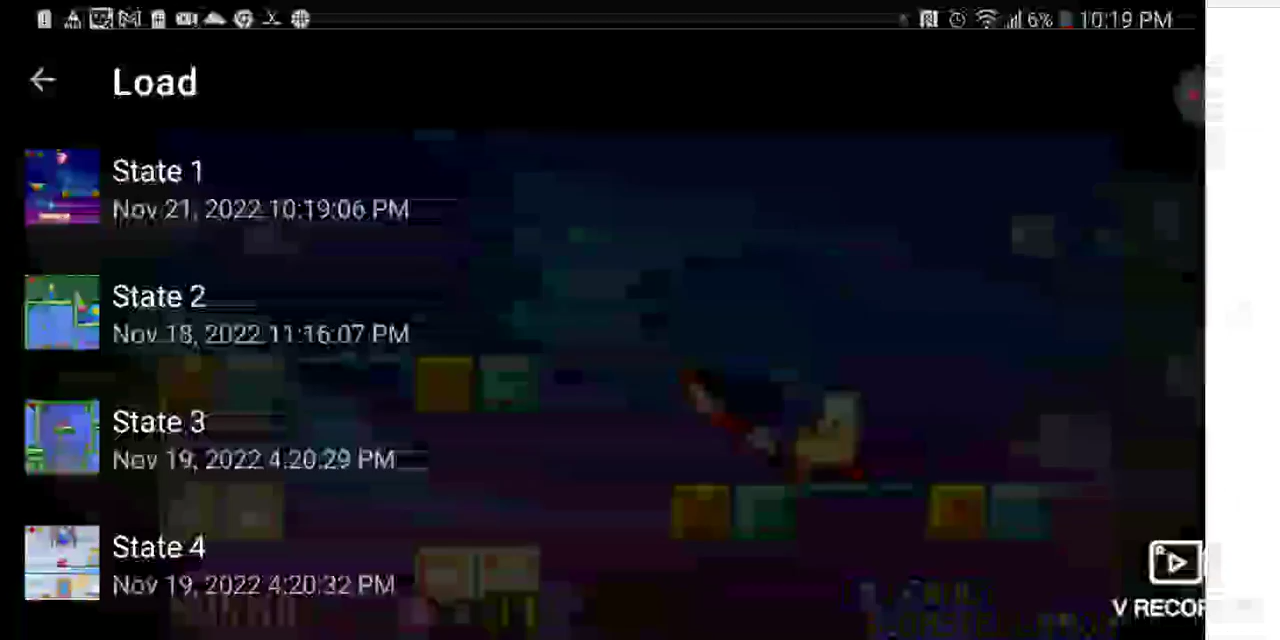 6% 10:19 PM
Load
State 1
Nov 21, 2022 10:19:06 PM
State 2
Nov 18, 2022 11:16:07 PM
State 3
Nov 19, 2022 4:20:29 PM
State 4
Nov 19, 2022 4:20:32 PM
V RECOR